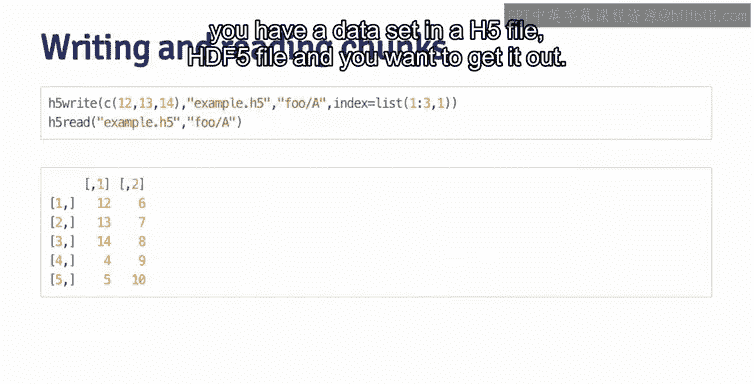 you have a data set in a H5 file,
Writing and reading chunks
HDF5 file and you want to get it out.
h5write(c(12,13,14),"example.h5","foo/A",index=list(1:3,1))
h5read("example.h5","foo/A")
[,1] [,2]
[1,] 12 6
[2,] 13 7
[3,] 14 8
[4,] 4 9
[5,] 5 10